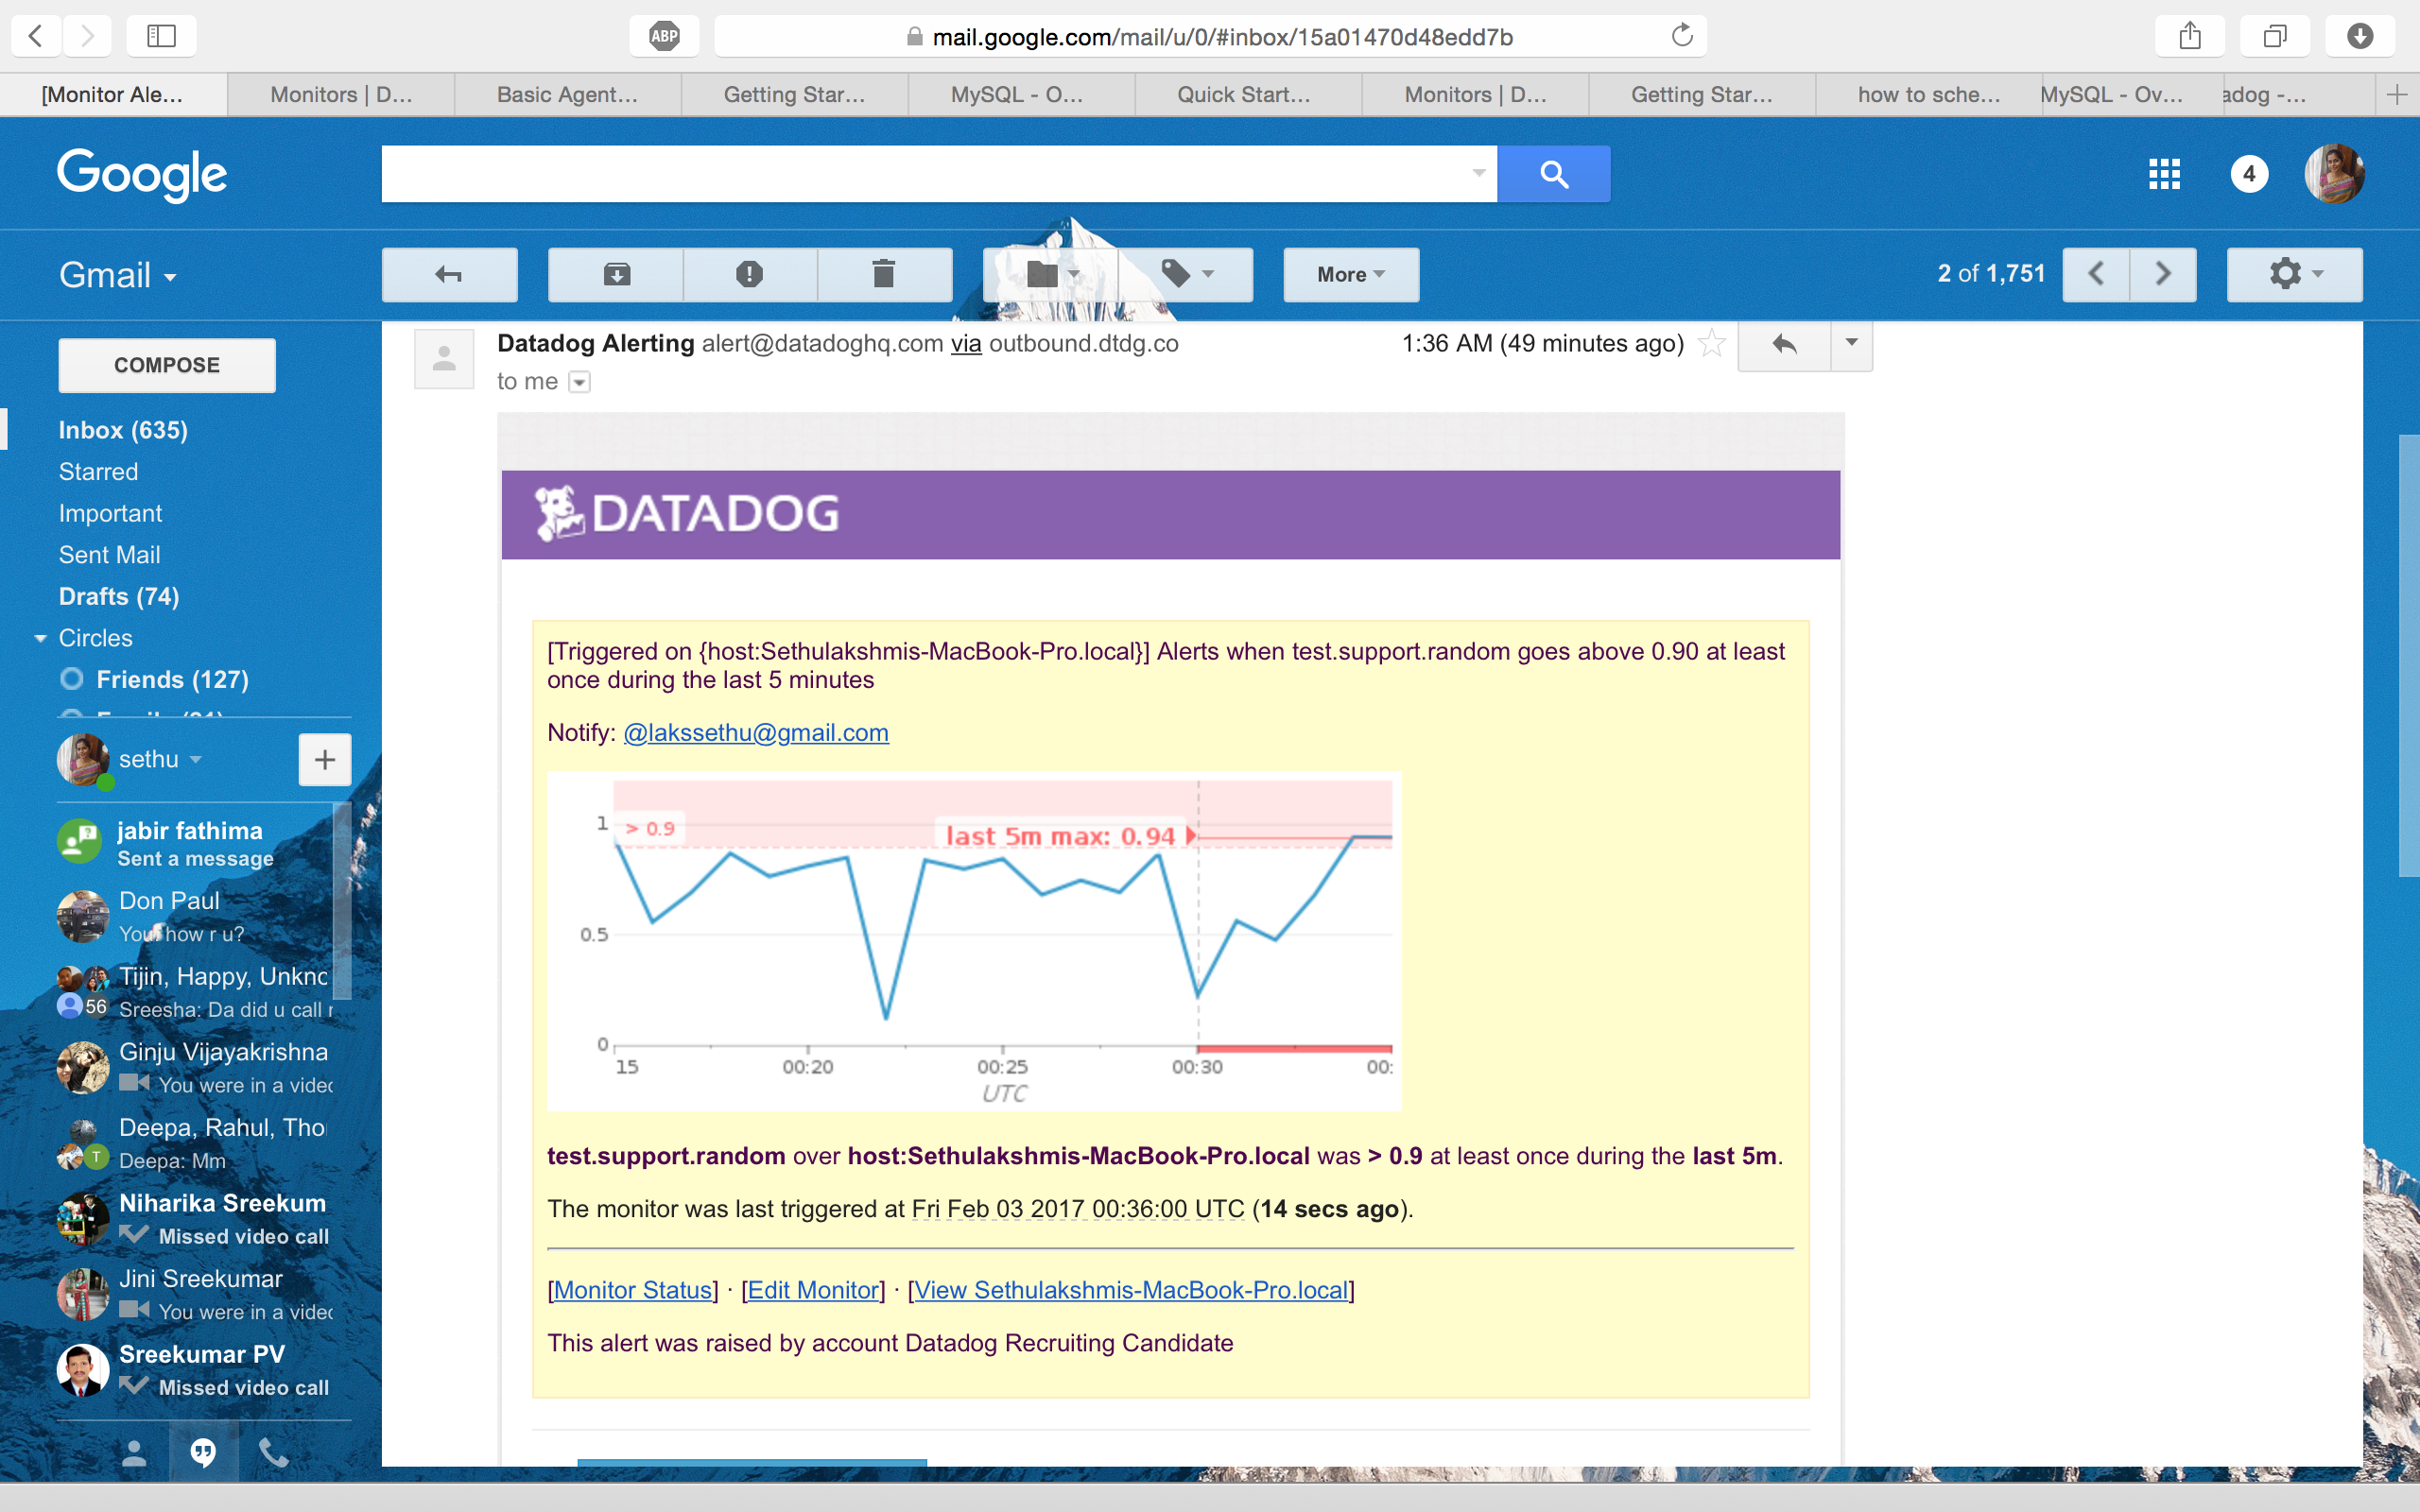 ABP
mail.google.com/mail/u/0/#inbox/15a01470d48edd7b
[Monitor Ale...
Monitors | D...
Basic Agent...
Getting Star...
MySQL - O...
Quick Start...
Monitors | D...
Getting Star...
how to sche...
MySQL - Ov...
adog -...
Google
4
Gmail
More
2 of 1,751
COMPOSE
Inbox (635)
Starred
Important
Sent Mail
Drafts (74)
Circles
Friends (127)
sethu
jabir fathima
Sent a message
Don Paul
You: how r u?
Tijin, Happy, Unkno
56 Sreesha: Da did u call
Ginju Vijayakrishna
You were in a video
Deepa, Rahul, Tho
T Deepa: Mm
Niharika Sreekum
Missed video call
Jini Sreekumar
You were in a video
Sreekumar PV
Missed video call
Datadog Alerting alert@datadoghq.com via outbound.dtdg.co
1:36 AM (49 minutes ago)
to me
DATADOG
[Triggered on {host:Sethulakshmis-MacBook-Pro.local}] Alerts when test.support.random goes above 0.90 at least
once during the last 5 minutes
Notify: @lakssethu@gmail.com
1
> 0.9
last 5m max: 0.94
0.5
0
15
00:20
00:25
00:30
00:
UTC
test.support.random over host:Sethulakshmis-MacBook-Pro.local was > 0.9 at least once during the last 5m.
The monitor was last triggered at Fri Feb 03 2017 00:36:00 UTC (14 secs ago).
[Monitor Status] · [Edit Monitor] · [View Sethulakshmis-MacBook-Pro.local]
This alert was raised by account Datadog Recruiting Candidate